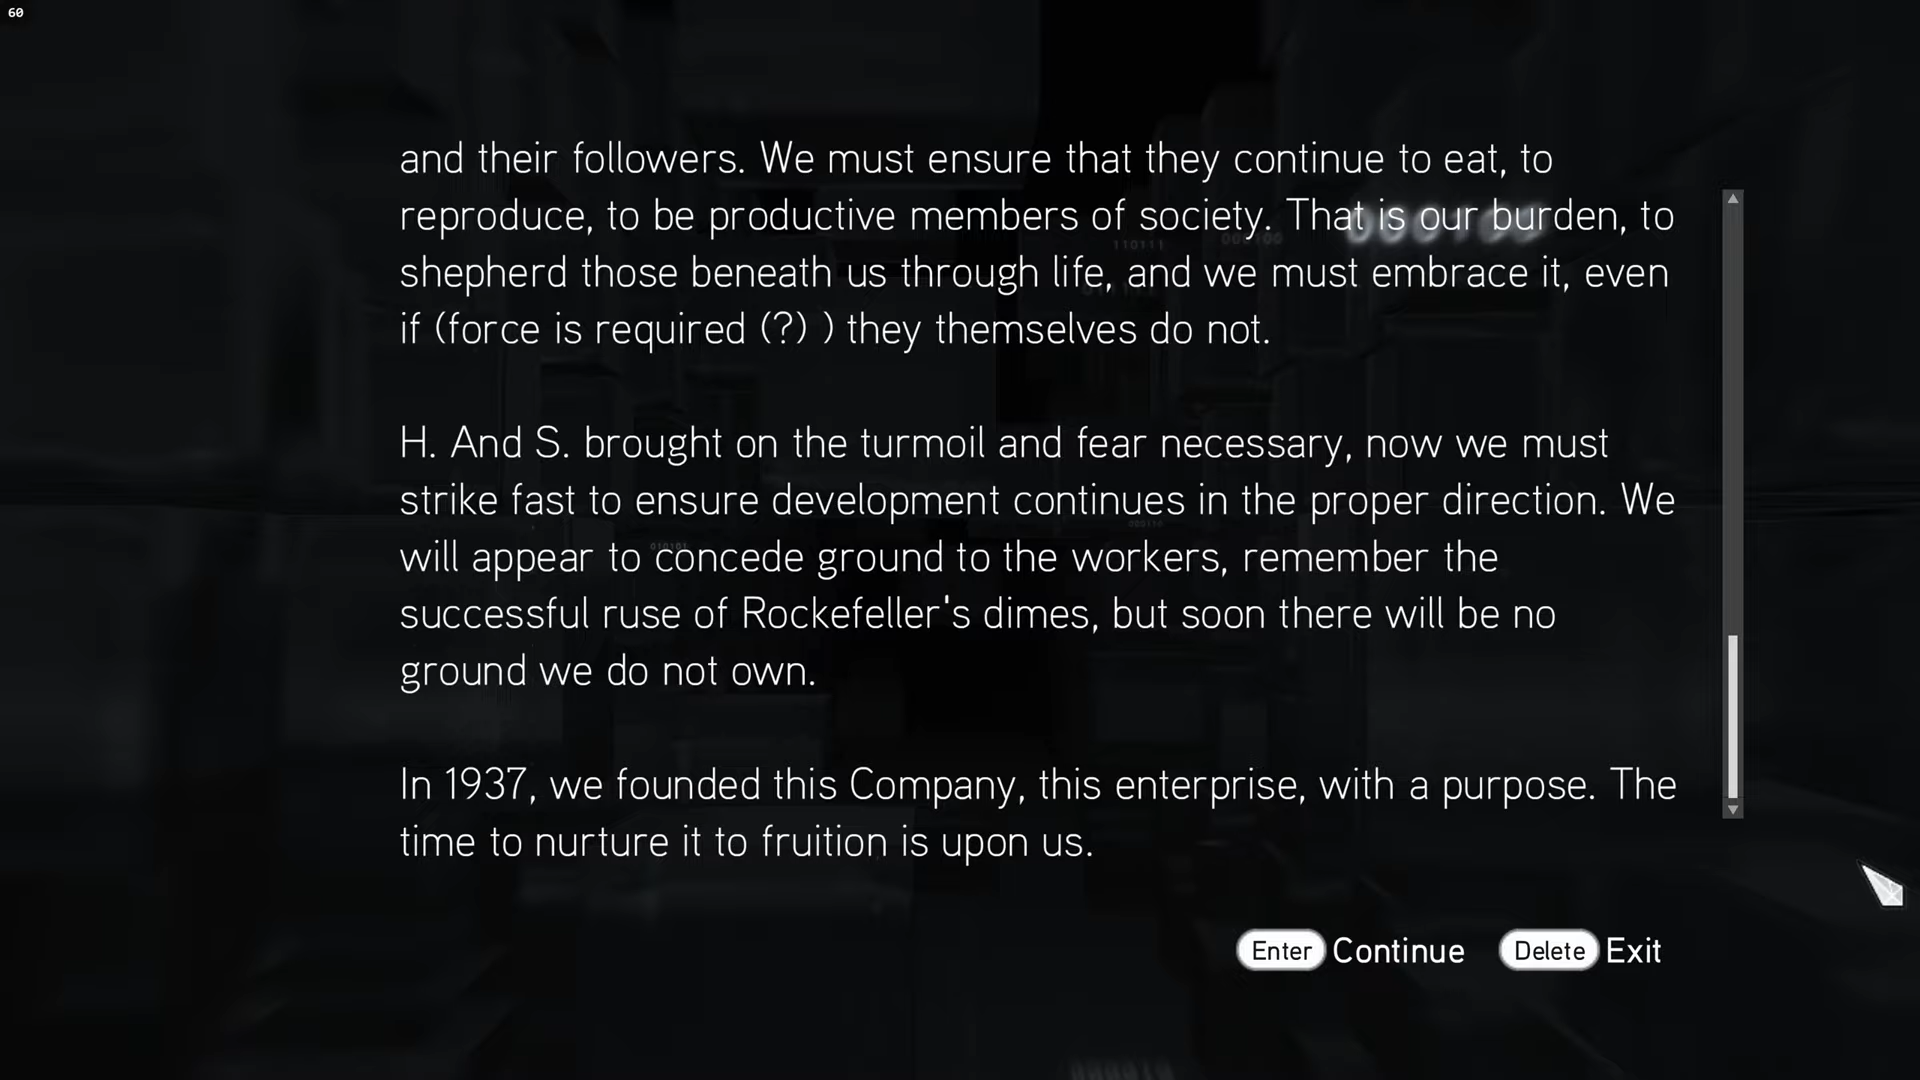 60
and their followers. We must ensure that they continue to eat, to
reproduce, to be productive members of society. That is our burden, to
shepherd those beneath us through life, and we must embrace it, even
if (force is required (?) ) they themselves do not.
H. And S. brought on the turmoil and fear necessary, now we must
strike fast to ensure development continues in the proper direction. We
will appear to concede ground to the workers, remember the
successful ruse of Rockefeller's dimes, but soon there will be no
ground we do not own.
In 1937, we founded this Company, this enterprise, with a purpose. The
time to nurture it to fruition is upon us.
Enter Continue Delete Exit